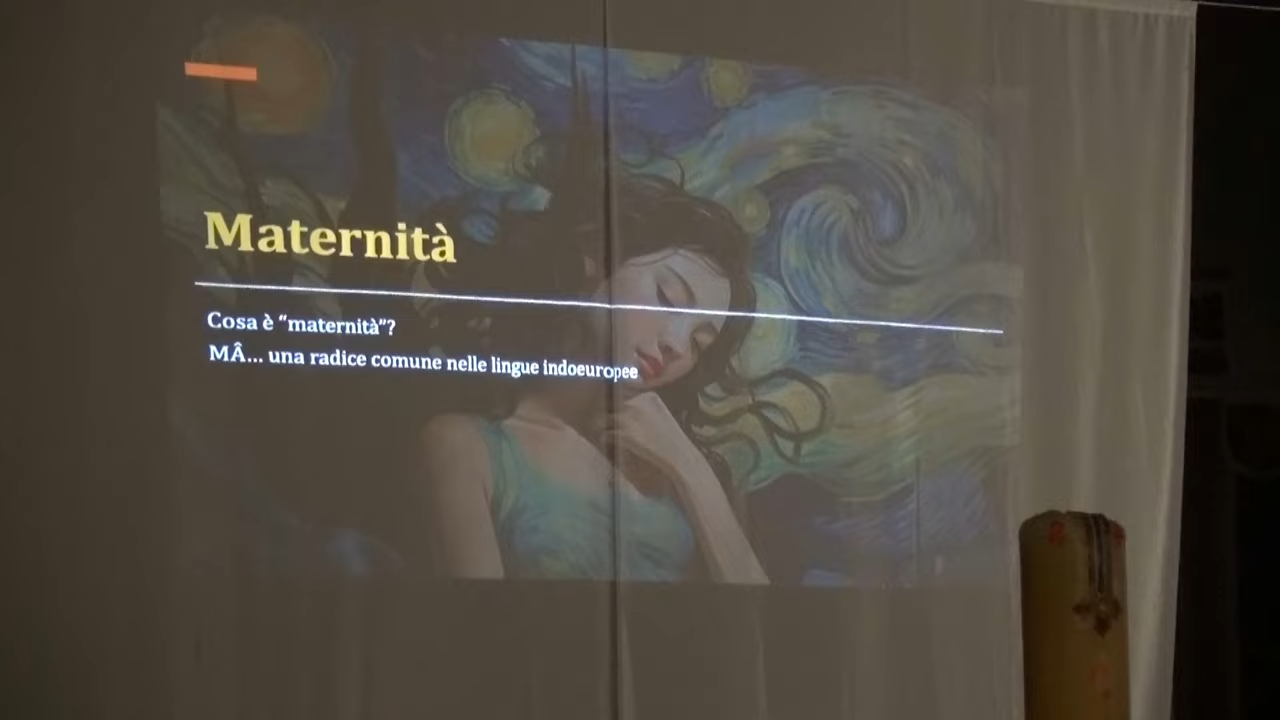 Maternità
Cosa è “maternità”?
MÂ... una radice comune nelle lingue indoeuropee